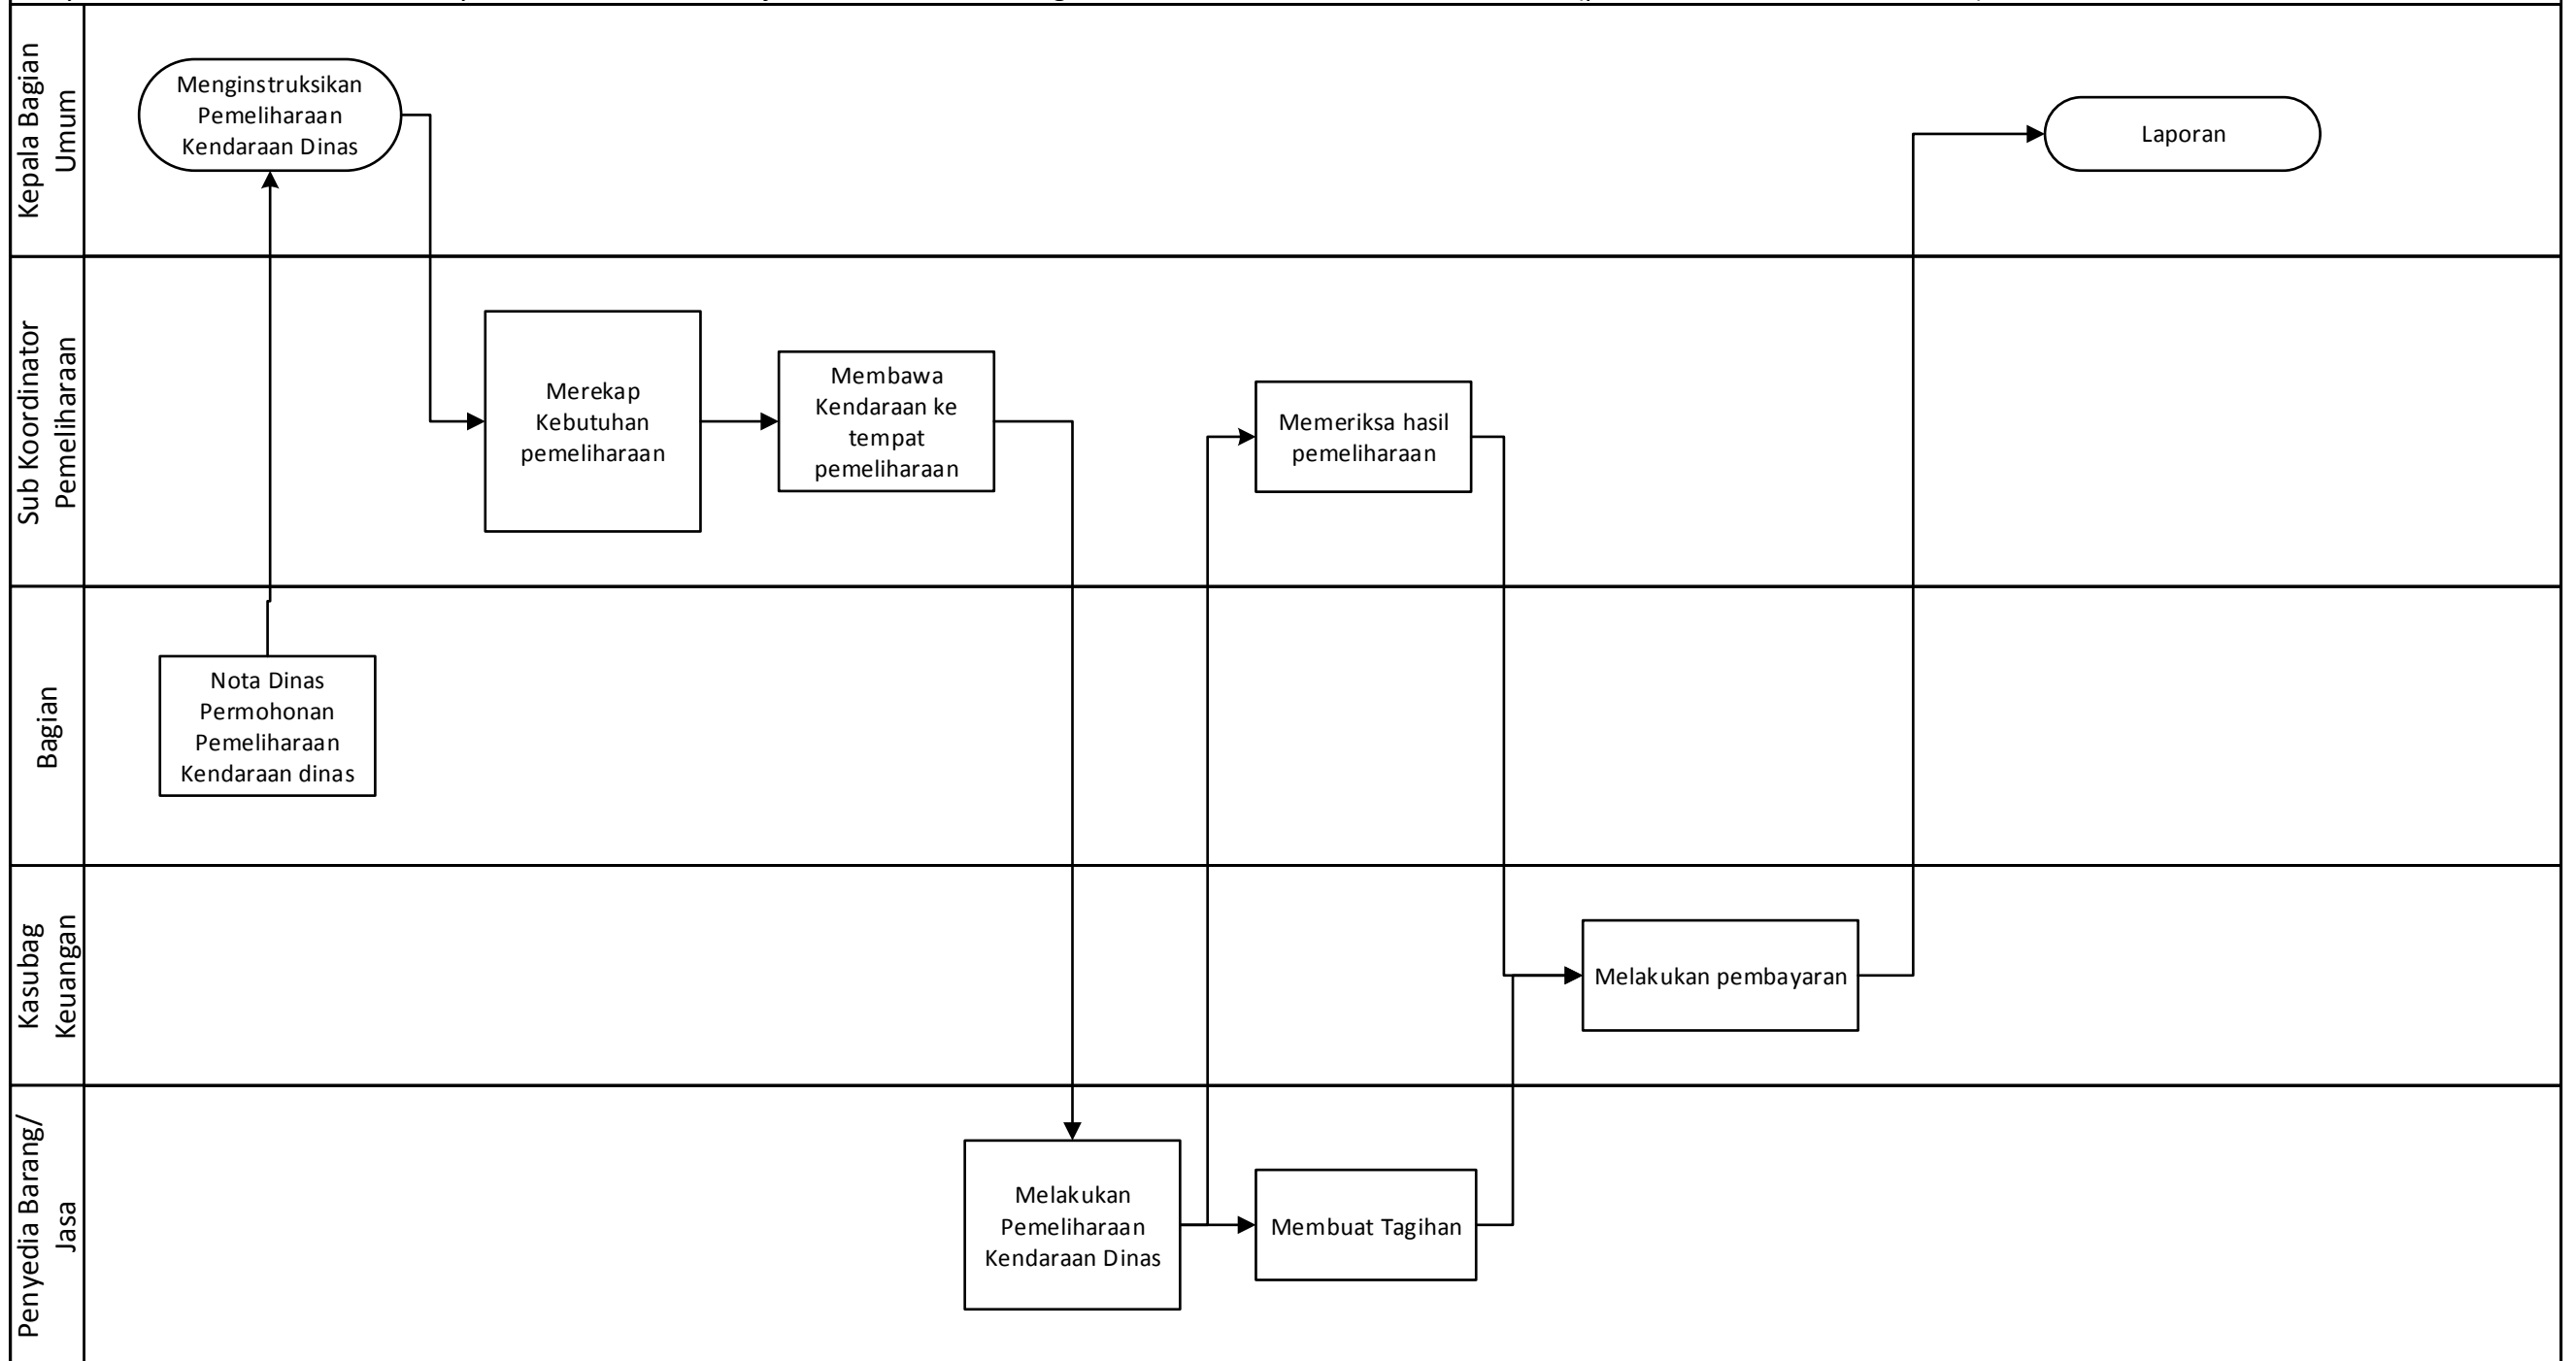 Kepala Bagian
Umum
Menginstruksikan
Pemeliharaan
Kendaraan Dinas
Laporan
Sub Koordinator
Pemeliharaan
Merekap
Kebutuhan
pemeliharaan
Membawa
Kendaraan ke
tempat
pemeliharaan
Memeriksa hasil
pemeliharaan
Bagian
Nota Dinas
Permohonan
Pemeliharaan
Kendaraan dinas
Kasubag
Keuangan
Melakukan pembayaran
Penyedia Barang/
Jasa
Melakukan
Pemeliharaan
Kendaraan Dinas
Membuat Tagihan